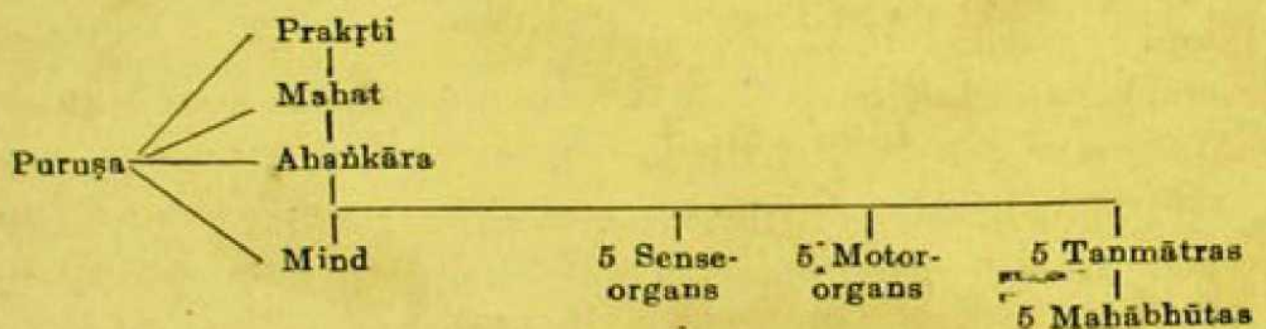 Prakṛti
Mahat
Puruṣa Ahaṅkāra
Mind 5 Sense- 5 Motor- 5 Tanmātras
organs organs
5 Mahābhūtas